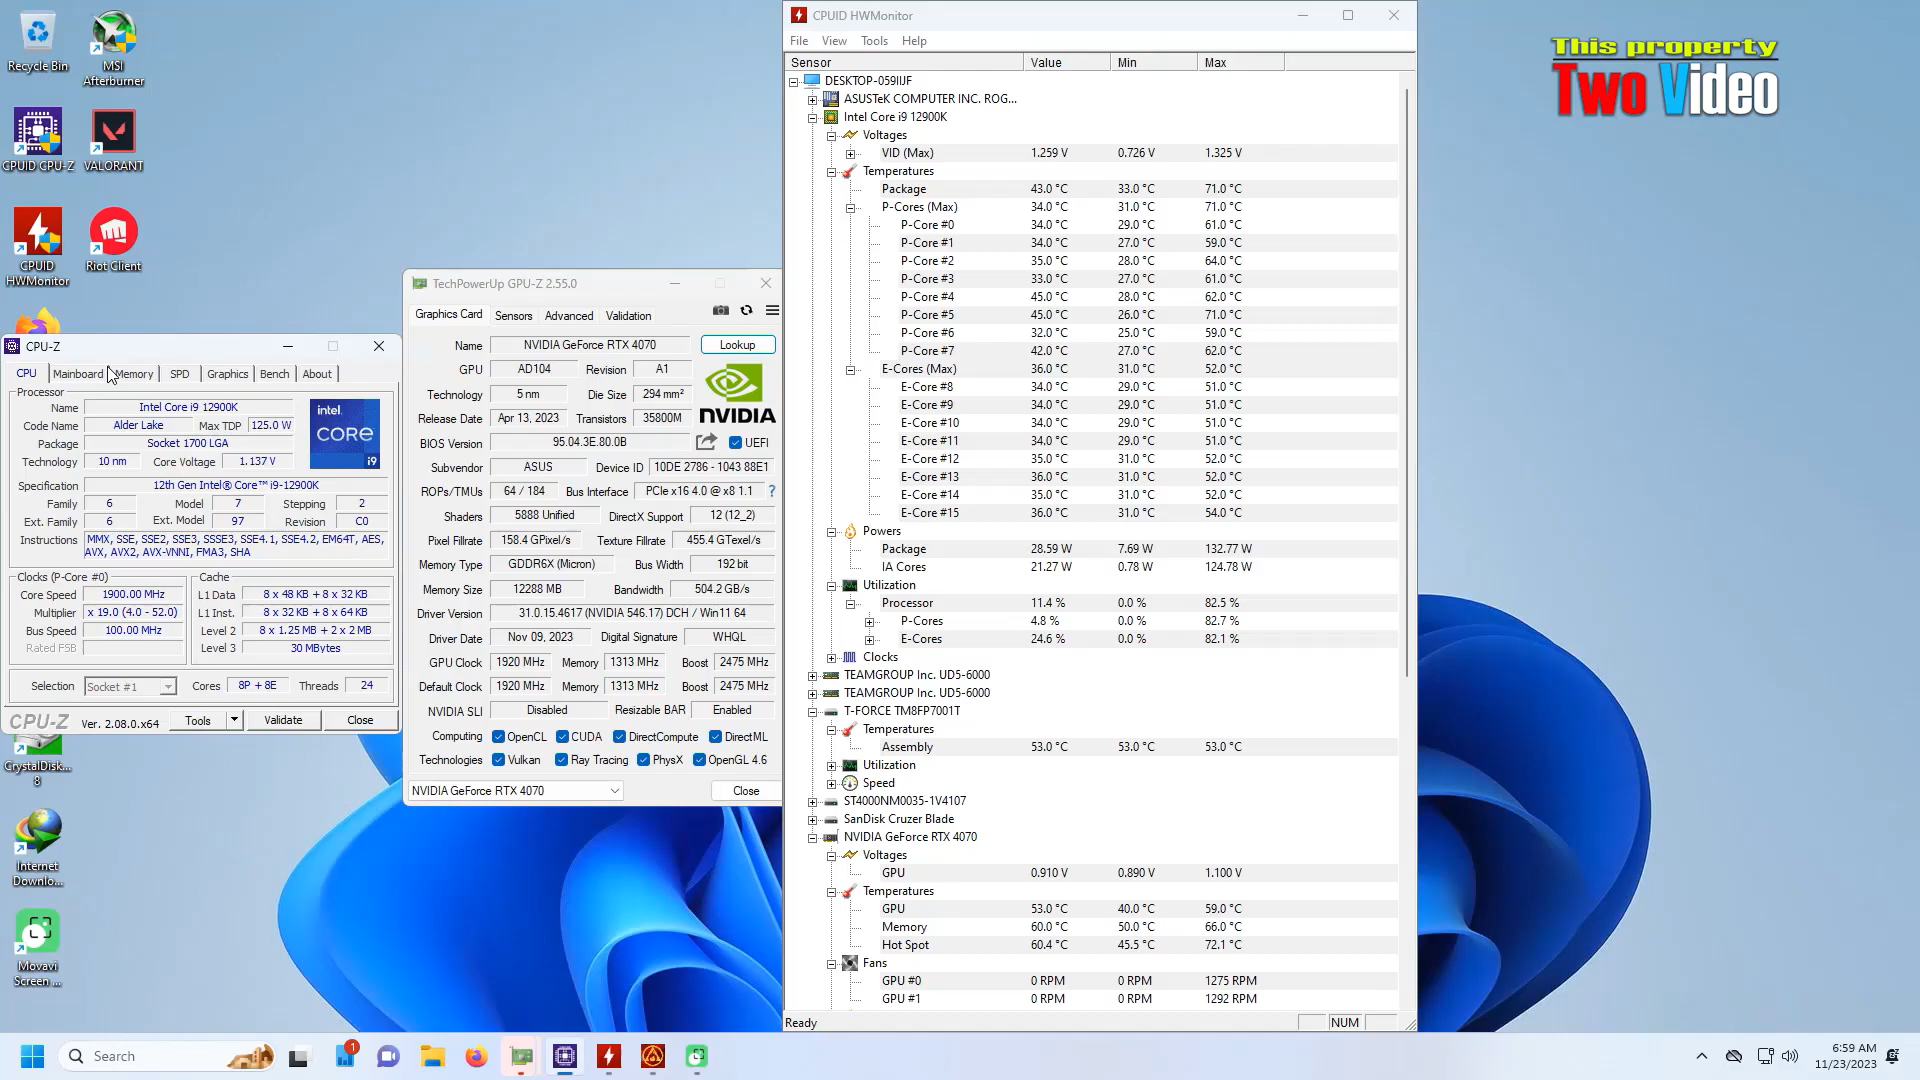 Recycle Bin
MSI
Afterburner
CPUID CPU-Z
VALORANT
CPUID
HWMonitor
Riot Client
CrystalDisk...
8
Internet
Downlo...
Movavi
Screen ...
This property
Two Video
CPU-Z
CPU
Mainboard
Memory
SPD
Graphics
Bench
About
Processor
Name Intel Core i9 12900K
Code Name Alder Lake Max TDP 125.0 W
Package Socket 1700 LGA
Technology 10 nm Core Voltage 1.137 V
intel
CORE
i9
Specification 12th Gen Intel® Core™ i9-12900K
Family 6 Model 7 Stepping 2
Ext. Family 6 Ext. Model 97 Revision C0
Instructions MMX, SSE, SSE2, SSE3, SSSE3, SSE4.1, SSE4.2, EM64T, AES,
AVX, AVX2, AVX-VNNI, FMA3, SHA
Clocks (P-Core #0)
Core Speed 1900.00 MHz
Multiplier x 19.0 (4.0 - 52.0)
Bus Speed 100.00 MHz
Rated FSB
Cache
L1 Data 8 x 48 KB + 8 x 32 KB
L1 Inst. 8 x 32 KB + 8 x 64 KB
Level 2 8 x 1.25 MB + 2 x 2 MB
Level 3 30 MBytes
Selection Socket #1 Cores 8P + 8E Threads 24
CPU-Z Ver. 2.08.0.x64 Tools Validate Close
TechPowerUp GPU-Z 2.55.0
Graphics Card Sensors Advanced Validation
Name NVIDIA GeForce RTX 4070 Lookup
GPU AD104 Revision A1
Technology 5 nm Die Size 294 mm²
Release Date Apr 13, 2023 Transistors 35800M
NVIDIA
BIOS Version 95.04.3E.80.0B UEFI
Subvendor ASUS Device ID 10DE 2786 - 1043 88E1
ROPs/TMUs 64 / 184 Bus Interface PCIe x16 4.0 @ x8 1.1 ?
Shaders 5888 Unified DirectX Support 12 (12_2)
Pixel Fillrate 158.4 GPixel/s Texture Fillrate 455.4 GTexel/s
Memory Type GDDR6X (Micron) Bus Width 192 bit
Memory Size 12288 MB Bandwidth 504.2 GB/s
Driver Version 31.0.15.4617 (NVIDIA 546.17) DCH / Win11 64
Driver Date Nov 09, 2023 Digital Signature WHQL
GPU Clock 1920 MHz Memory 1313 MHz Boost 2475 MHz
Default Clock 1920 MHz Memory 1313 MHz Boost 2475 MHz
NVIDIA SLI Disabled Resizable BAR Enabled
Computing OpenCL CUDA DirectCompute DirectML
Technologies Vulkan Ray Tracing PhysX OpenGL 4.6
NVIDIA GeForce RTX 4070 Close
CPUID HWMonitor
File View Tools Help
Sensor Value Min Max
DESKTOP-059IIJF
ASUSTeK COMPUTER INC. ROG...
Intel Core i9 12900K
Voltages
VID (Max) 1.259 V 0.726 V 1.325 V
Temperatures
Package 43.0 °C 33.0 °C 71.0 °C
P-Cores (Max) 34.0 °C 31.0 °C 71.0 °C
P-Core #0 34.0 °C 29.0 °C 61.0 °C
P-Core #1 34.0 °C 27.0 °C 59.0 °C
P-Core #2 35.0 °C 28.0 °C 64.0 °C
P-Core #3 33.0 °C 27.0 °C 61.0 °C
P-Core #4 45.0 °C 28.0 °C 62.0 °C
P-Core #5 45.0 °C 26.0 °C 71.0 °C
P-Core #6 32.0 °C 25.0 °C 59.0 °C
P-Core #7 42.0 °C 27.0 °C 62.0 °C
E-Cores (Max) 36.0 °C 31.0 °C 52.0 °C
E-Core #8 34.0 °C 29.0 °C 51.0 °C
E-Core #9 34.0 °C 29.0 °C 51.0 °C
E-Core #10 34.0 °C 29.0 °C 51.0 °C
E-Core #11 34.0 °C 29.0 °C 51.0 °C
E-Core #12 35.0 °C 31.0 °C 52.0 °C
E-Core #13 36.0 °C 31.0 °C 52.0 °C
E-Core #14 35.0 °C 31.0 °C 52.0 °C
E-Core #15 36.0 °C 31.0 °C 54.0 °C
Powers
Package 28.59 W 7.69 W 132.77 W
IA Cores 21.27 W 0.78 W 124.78 W
Utilization
Processor 11.4 % 0.0 % 82.5 %
P-Cores 4.8 % 0.0 % 82.7 %
E-Cores 24.6 % 0.0 % 82.1 %
Clocks
TEAMGROUP Inc. UD5-6000
TEAMGROUP Inc. UD5-6000
T-FORCE TM8FP7001T
Temperatures
Assembly 53.0 °C 53.0 °C 53.0 °C
Utilization
Speed
ST4000NM0035-1V4107
SanDisk Cruzer Blade
NVIDIA GeForce RTX 4070
Voltages
GPU 0.910 V 0.890 V 1.100 V
Temperatures
GPU 53.0 °C 40.0 °C 59.0 °C
Memory 60.0 °C 50.0 °C 66.0 °C
Hot Spot 60.4 °C 45.5 °C 72.1 °C
Fans
GPU #0 0 RPM 0 RPM 1275 RPM
GPU #1 0 RPM 0 RPM 1292 RPM
Ready NUM
Search
1
6:59 AM
11/23/2023